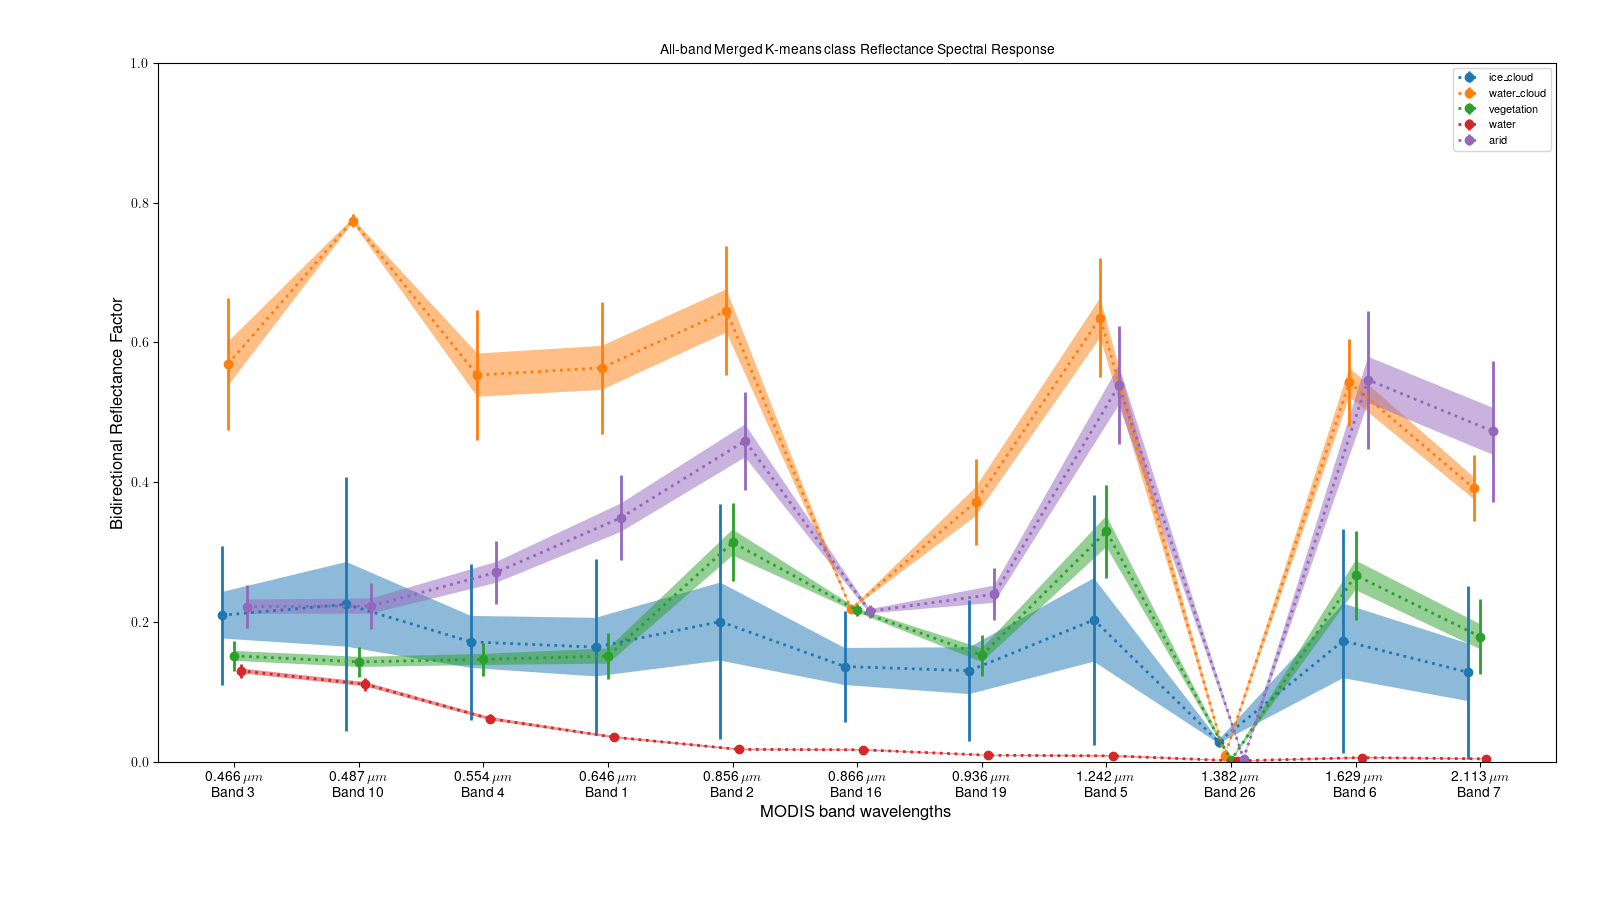 All-band Merged K-means class Reflectance Spectral Response
1.0
0.8
0.6
0.4
0.2
0.0
Bidirectional Reflectance Factor
ice_cloud
water_cloud
vegetation
water
arid
0.466 μm 0.487 μm 0.554 μm 0.646 μm 0.856 μm 0.866 μm 0.936 μm 1.242 μm 1.382 μm 1.629 μm 2.113 μm
Band 3 Band 10 Band 4 Band 1 Band 2 Band 16 Band 19 Band 5 Band 26 Band 6 Band 7
MODIS band wavelengths